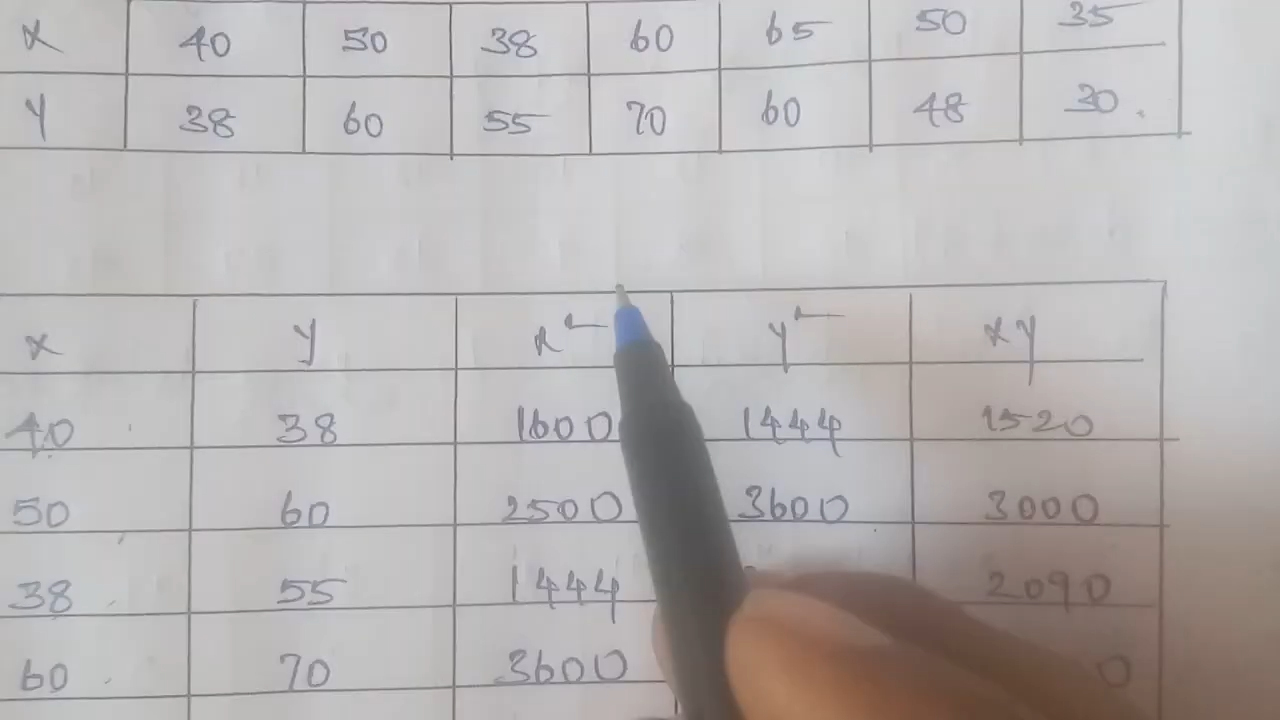 x 40 50 38 60 65 50 35
y 38 60 55 70 60 48 30.
x y x² y² xy
40 38 1600 1444 1520
50 60 2500 3600 3000
38 55 1444 2090
60 70 3600